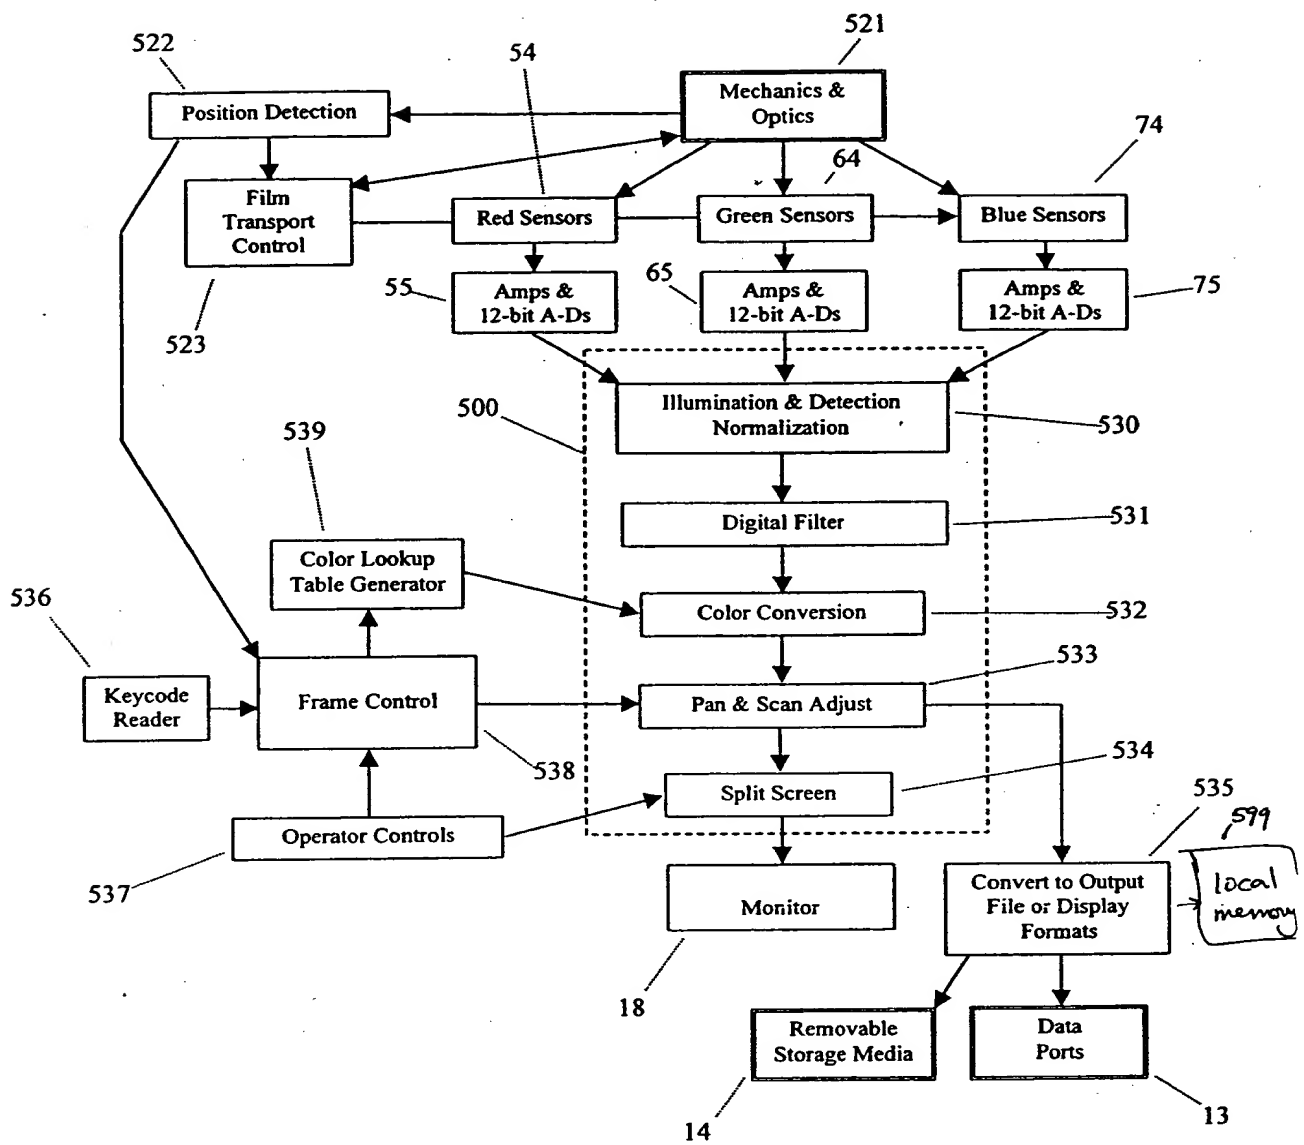 521
522
54
Mechanics &
Optics
Position Detection
74
64
Film
Transport
Control
Red Sensors
Green Sensors
Blue Sensors
55
Amps &
12-bit A-Ds
65
Amps &
12-bit A-Ds
Amps &
12-bit A-Ds
75
523
500
Illumination & Detection
Normalization
530
539
Digital Filter
531
Color Lookup
Table Generator
536
Color Conversion
532
533
Keycode
Reader
Frame Control
Pan & Scan Adjust
538
534
Split Screen
535
599
Operator Controls
537
Monitor
Convert to Output
File or Display
Formats
local
memory
18
Removable
Storage Media
Data
Ports
14
13